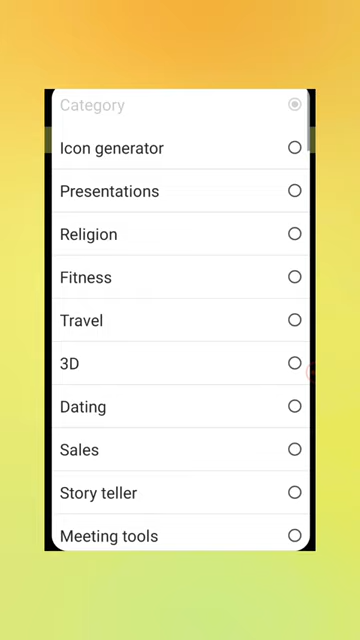 Category
Icon generator
Presentations
Religion
Fitness
Travel
3D
Dating
Sales
Story teller
Meeting tools